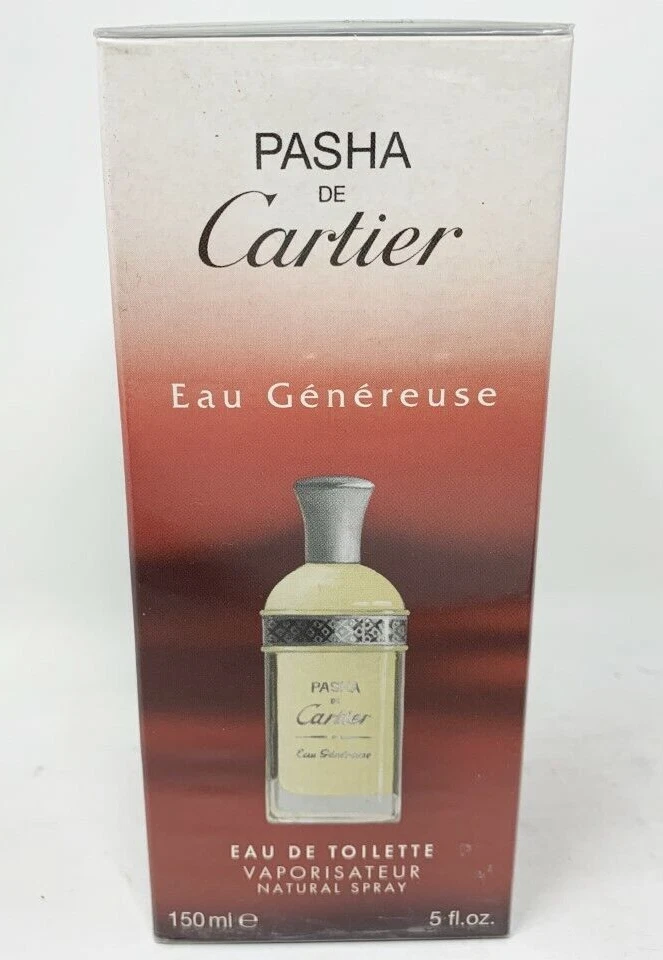 PASHA
DE
Cartier
Eau Généreuse
PASHA
DE
Cartier
Eau Généreuse
EAU DE TOILETTE
VAPORISATEUR
NATURAL SPRAY
150 ml ℮ 5 fl.oz.